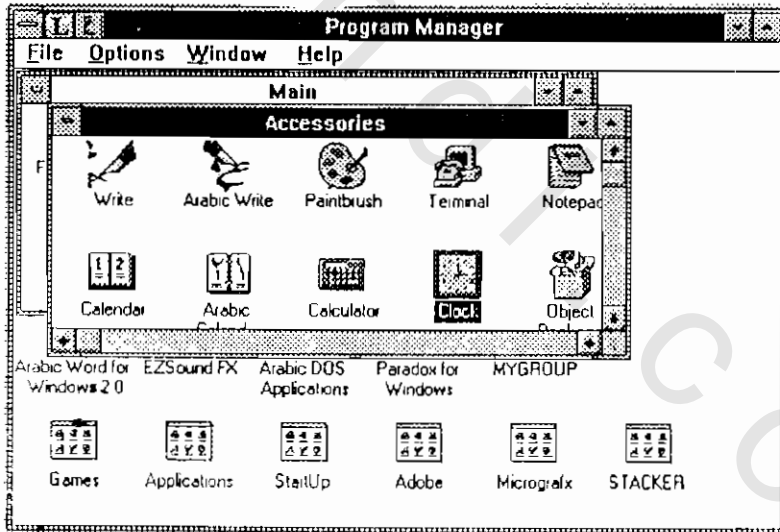 Program Manager
File Options Window Help
Main
Accessories
Write Arabic Write Paintbrush Terminal Notepad
Calendar Arabic Calculator Clock Object
Arabic Word for Windows 2.0 EZSound FX Arabic DOS Applications Paradox for Windows MYGROUP
Games Applications StartUp Adobe Micrografx STACKER